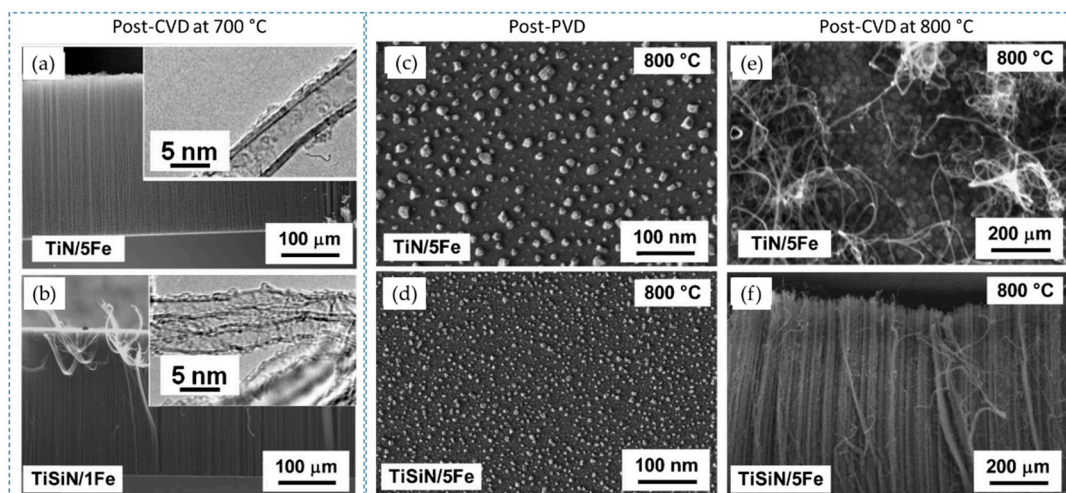 Post-CVD at 700 °C
Post-PVD
Post-CVD at 800 °C
(a)
5 nm
TiN/5Fe
100 μm
(b)
5 nm
TiSiN/1Fe
100 μm
(c)
800 °C
TiN/5Fe
100 nm
(d)
800 °C
TiSiN/5Fe
100 nm
(e)
800 °C
TiN/5Fe
200 μm
(f)
800 °C
TiSiN/5Fe
200 μm